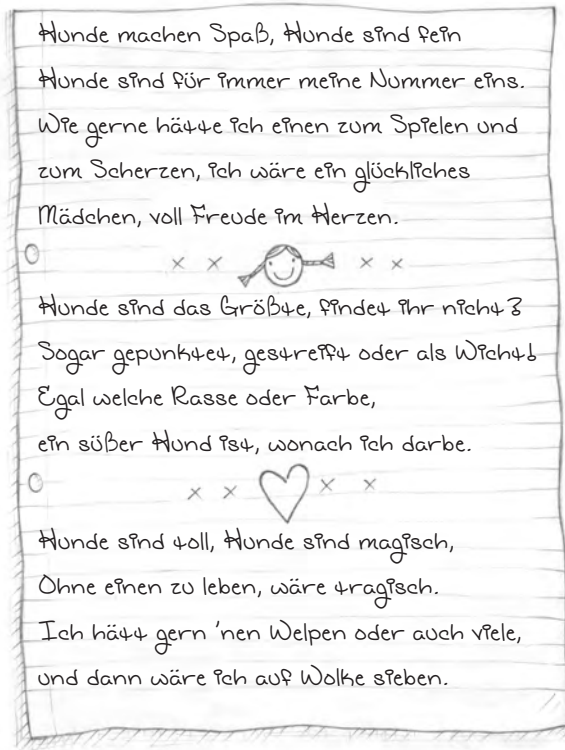 Hunde machen Spaß, Hunde sind fein
Hunde sind für immer meine Nummer eins.
Wie gerne hätte ich einen zum Spielen und
zum Scherzen, ich wäre ein glückliches
Mädchen, voll Freude im Herzen.
Hunde sind das Größte, findet ihr nicht?
Sogar gepunktet, gestreift oder als Wicht!
Egal welche Rasse oder Farbe,
ein süßer Hund ist, wonach ich darbe.
Hunde sind toll, Hunde sind magisch,
Ohne einen zu leben, wäre tragisch.
Ich hätt gern 'nen Welpen oder auch viele,
und dann wäre ich auf Wolke sieben.